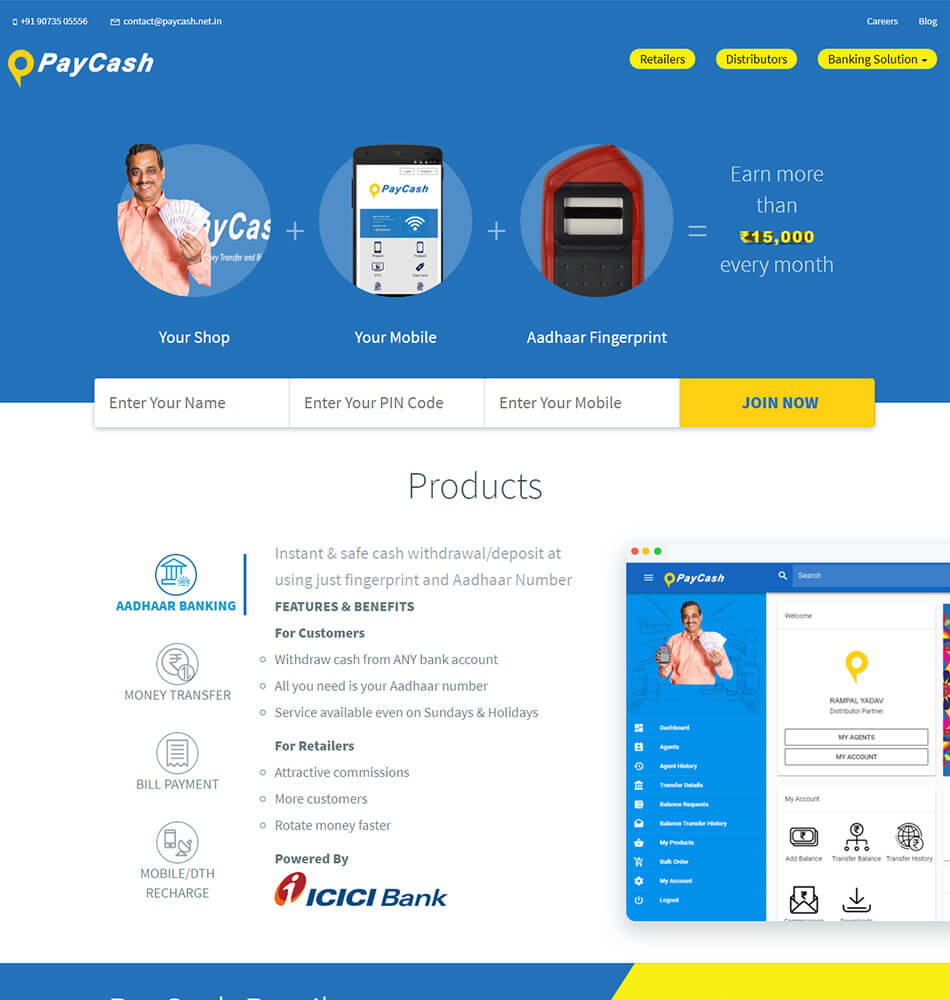 +91 90735 05556 contact@paycash.net.in Careers Blog
PayCash
Retailers Distributors Banking Solution
Earn more
than
₹15,000
every month
PayCash
Your Shop Your Mobile Aadhaar Fingerprint
Enter Your Name Enter Your PIN Code Enter Your Mobile JOIN NOW
Products
AADHAAR BANKING
MONEY TRANSFER
BILL PAYMENT
MOBILE/DTH
RECHARGE
Instant & safe cash withdrawal/deposit at
using just fingerprint and Aadhaar Number
FEATURES & BENEFITS
For Customers
Withdraw cash from ANY bank account
All you need is your Aadhaar number
Service available even on Sundays & Holidays
For Retailers
Attractive commissions
More customers
Rotate money faster
Powered By
ICICI Bank
PayCash Search
Welcome
RAMPAL YADAV
Distributor Partner
MY AGENTS
MY ACCOUNT
Dashboard
Agents
Agent History
Transfer Details
Balance Requests
Balance Transfer History
My Products
Bulk Order
My Account
Logout
My Account
Add Balance Transfer Balance Transfer History